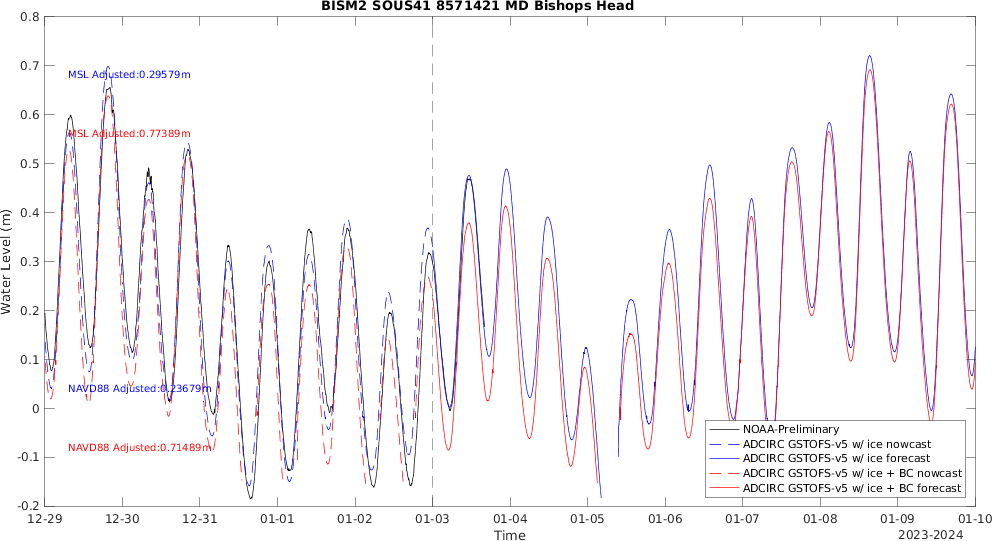 BISM2 SOUS41 8571421 MD Bishops Head
0.8
0.7
0.6
0.5
0.4
0.3
0.2
0.1
0
-0.1
-0.2
Water Level (m)
MSL Adjusted:0.29579m
MSL Adjusted:0.77389m
NAVD88 Adjusted:0.23679m
NAVD88 Adjusted:0.71489m
NOAA-Preliminary
ADCIRC GSTOFS-v5 w/ ice nowcast
ADCIRC GSTOFS-v5 w/ ice forecast
ADCIRC GSTOFS-v5 w/ ice + BC nowcast
ADCIRC GSTOFS-v5 w/ ice + BC forecast
12-29 12-30 12-31 01-01 01-02 01-03 01-04 01-05 01-06 01-07 01-08 01-09 01-10
Time
2023-2024